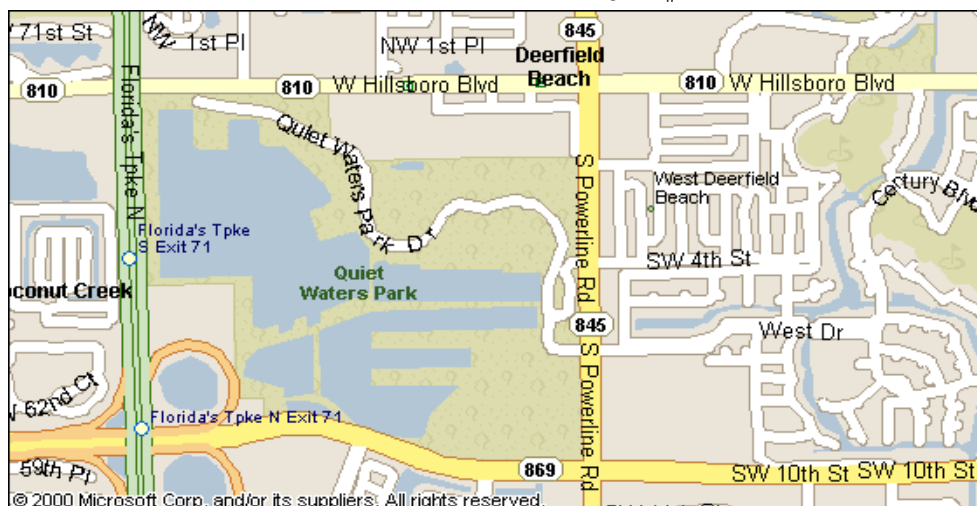 W 71st St
NW 1st Pl
NW 1st Pl
845
Deerfield
Beach
810
810
W Hillsboro Blvd
810
W Hillsboro Blvd
Florida's Tpke N
Quiet Waters Park Dr
S Powerline Rd
West Deerfield
Beach
Century Blvd
Florida's Tpke
S Exit 71
SW 4th St
Quiet
Waters Park
oconut Creek
845
West Dr
S Powerline Rd
W 62nd Ct
Florida's Tpke N Exit 71
59th Pl
869
SW 10th St
SW 10th St
© 2000 Microsoft Corp. and/or its suppliers. All rights reserved.